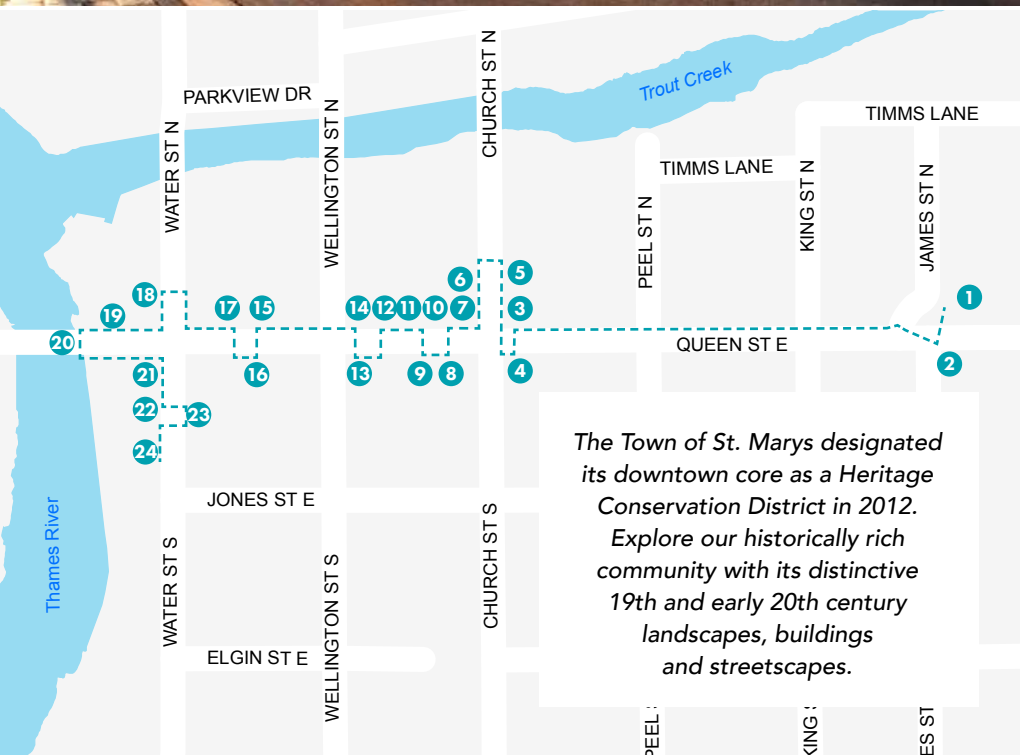 CHURCH ST N
Trout Creek
PARKVIEW DR
WATER ST N
WELLINGTON ST N
TIMMS LANE
TIMMS LANE
PEEL ST N
KING ST N
JAMES ST N
18
19
20
17
15
14
12
11
10
6
7
5
3
1
QUEEN ST E
2
21
16
13
9
8
4
22
23
24
The Town of St. Marys designated
its downtown core as a Heritage
Conservation District in 2012.
Explore our historically rich
community with its distinctive
19th and early 20th century
landscapes, buildings
and streetscapes.
JONES ST E
Thames River
WATER ST S
WELLINGTON ST S
CHURCH ST S
ELGIN ST E
PEEL
KING
ST